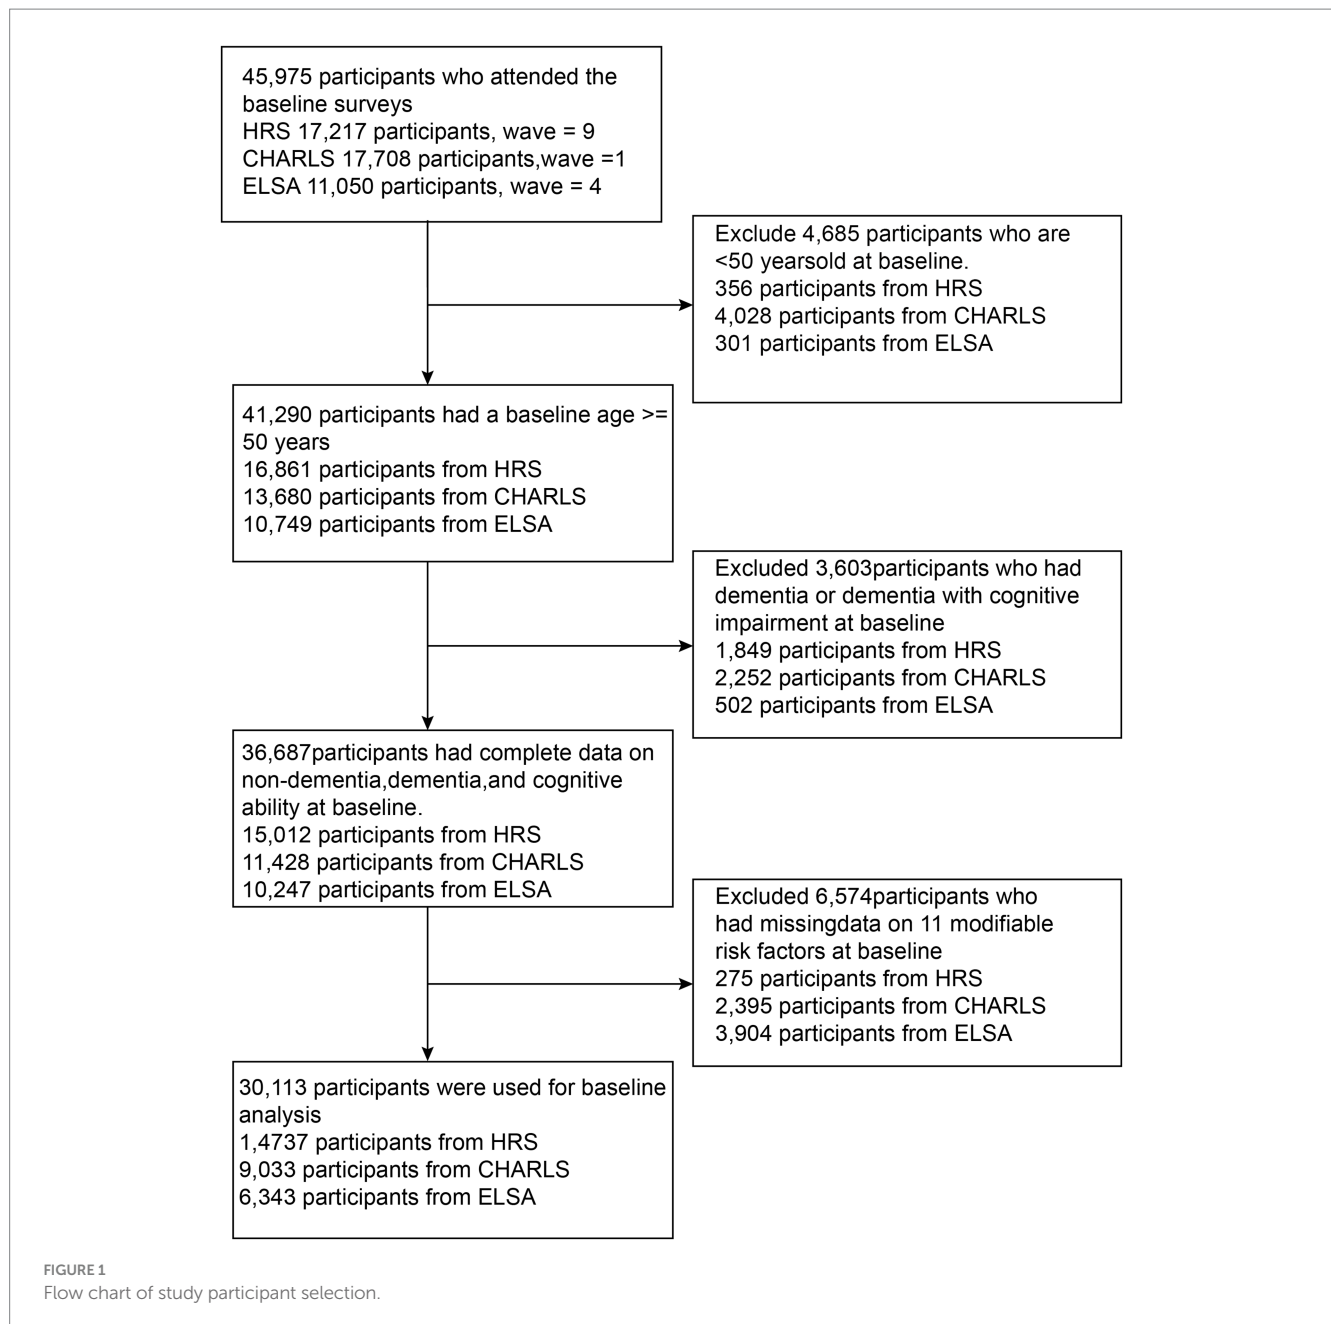 45,975 participants who attended the
baseline surveys
HRS 17,217 participants, wave = 9
CHARLS 17,708 participants,wave =1
ELSA 11,050 participants, wave = 4
Exclude 4,685 participants who are
<50 yearsold at baseline.
356 participants from HRS
4,028 participants from CHARLS
301 participants from ELSA
41,290 participants had a baseline age >=
50 years
16,861 participants from HRS
13,680 participants from CHARLS
10,749 participants from ELSA
Excluded 3,603participants who had
dementia or dementia with cognitive
impairment at baseline
1,849 participants from HRS
2,252 participants from CHARLS
502 participants from ELSA
36,687participants had complete data on
non-dementia,dementia,and cognitive
ability at baseline.
15,012 participants from HRS
11,428 participants from CHARLS
10,247 participants from ELSA
Excluded 6,574participants who
had missingdata on 11 modifiable
risk factors at baseline
275 participants from HRS
2,395 participants from CHARLS
3,904 participants from ELSA
30,113 participants were used for baseline
analysis
1,4737 participants from HRS
9,033 participants from CHARLS
6,343 participants from ELSA
FIGURE 1
Flow chart of study participant selection.